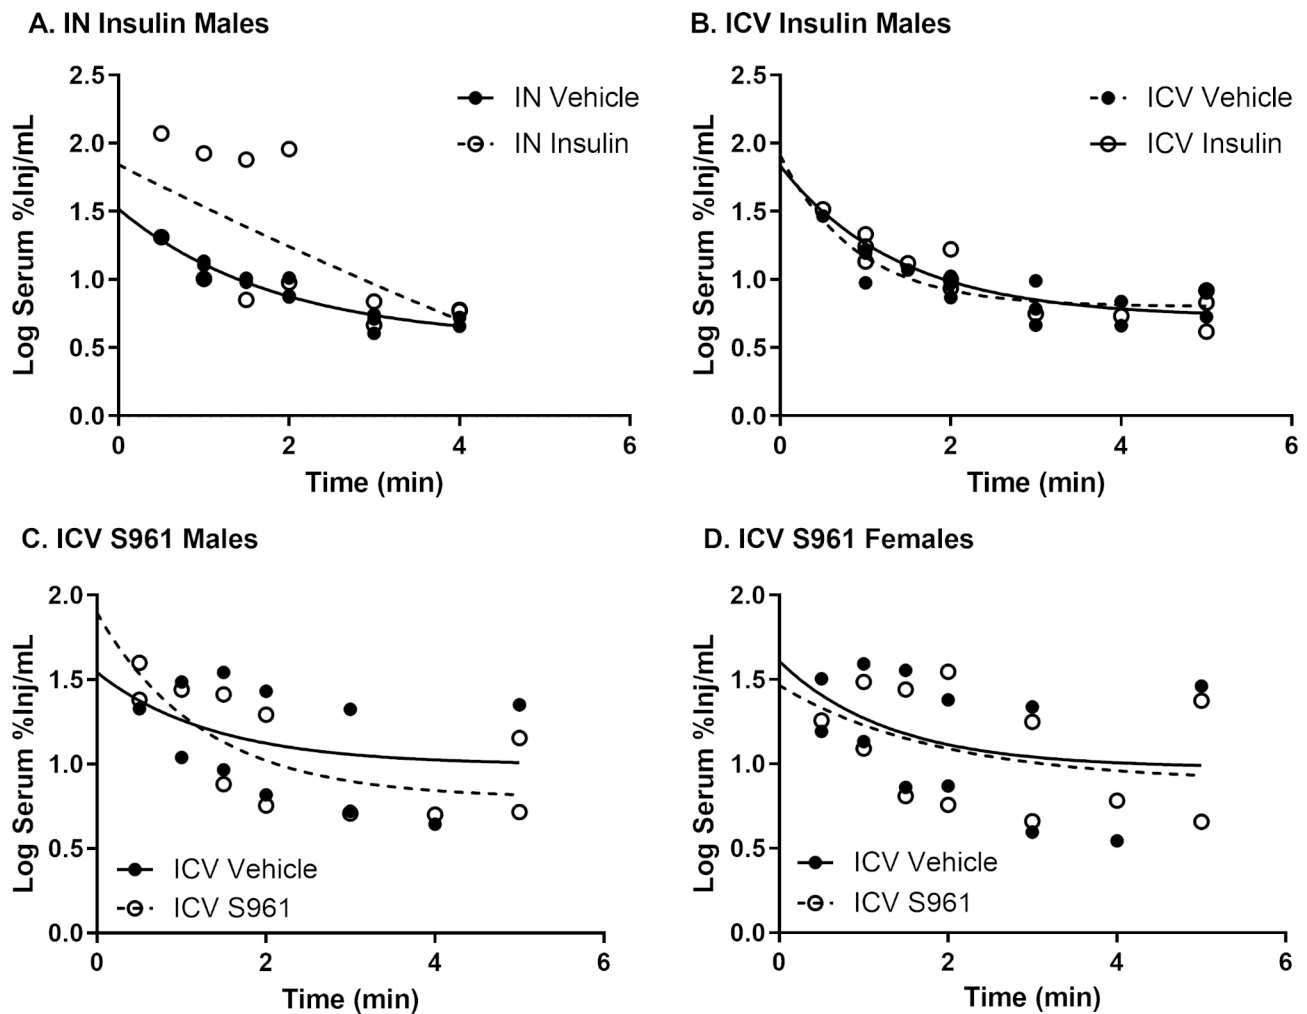 A. IN Insulin Males
2.5
2.0
1.5
1.0
0.5
0.0
Log Serum %Inj/mL
IN Vehicle
IN Insulin
0 2 4 6
Time (min)
B. ICV Insulin Males
2.5
2.0
1.5
1.0
0.5
0.0
Log Serum %Inj/mL
ICV Vehicle
ICV Insulin
0 2 4 6
Time (min)
C. ICV S961 Males
2.0
1.5
1.0
0.5
0.0
Log Serum %Inj/mL
ICV Vehicle
ICV S961
0 2 4 6
Time (min)
D. ICV S961 Females
2.0
1.5
1.0
0.5
0.0
Log Serum %Inj/mL
ICV Vehicle
ICV S961
0 2 4 6
Time (min)